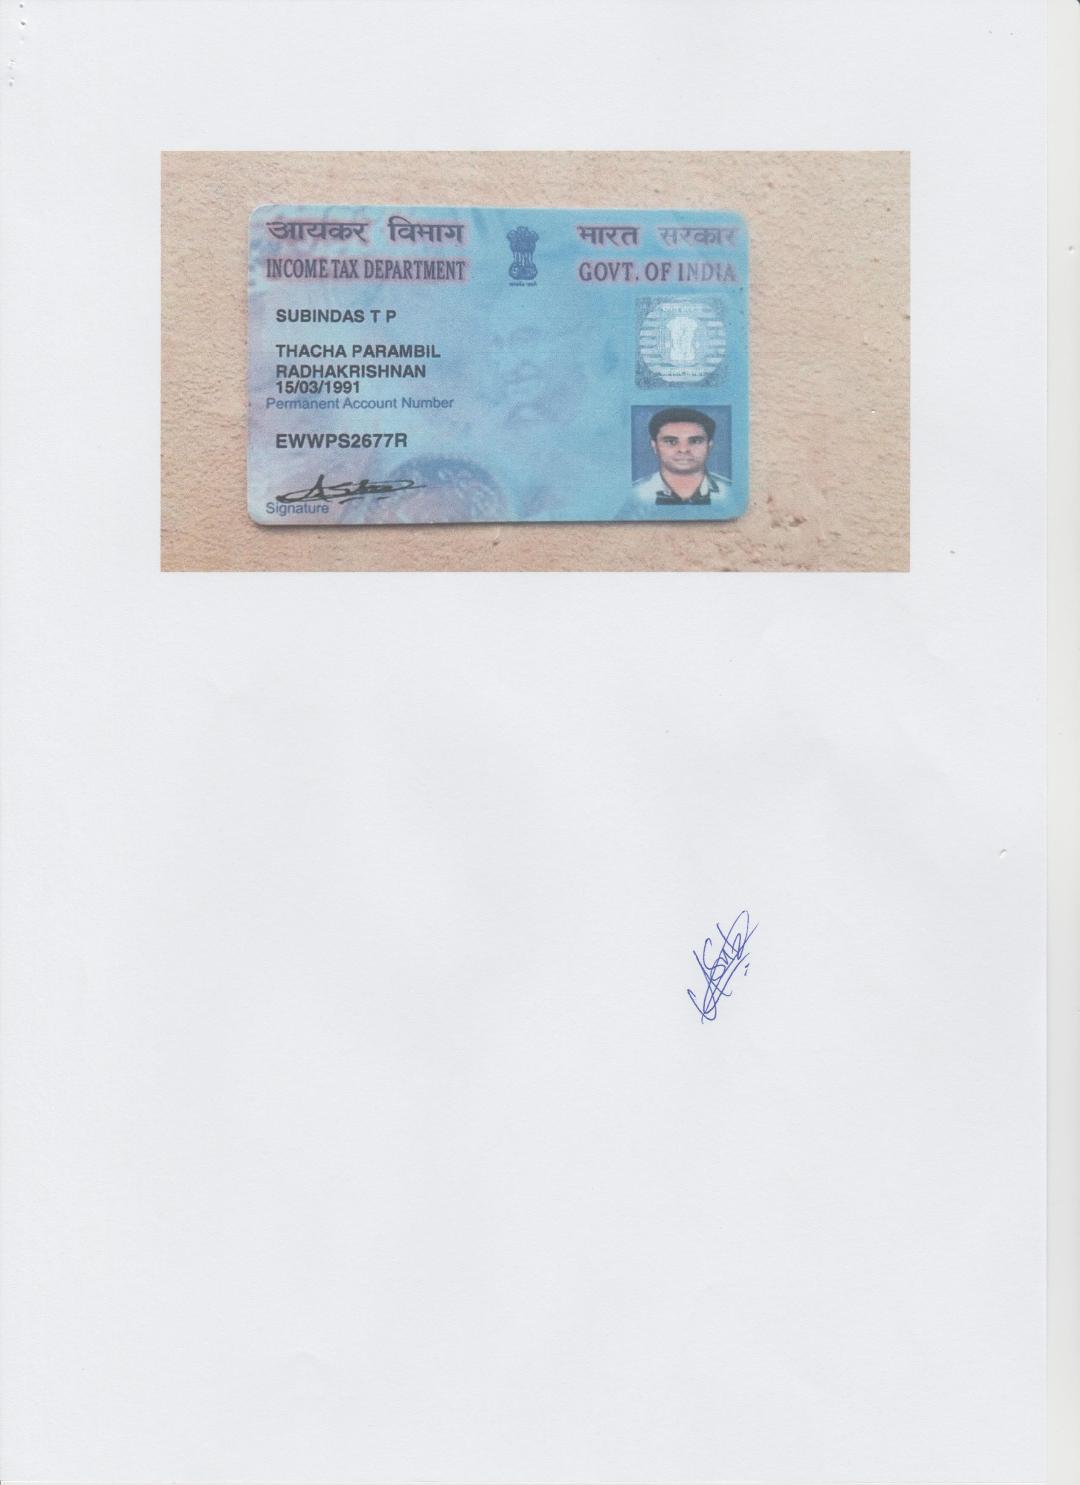 आयकर विभाग
भारत सरकार
INCOME TAX DEPARTMENT
GOVT. OF INDIA
SUBINDAS T P
THACHA PARAMBIL
RADHAKRISHNAN
15/03/1991
Permanent Account Number
EWWPS2677R
Signature